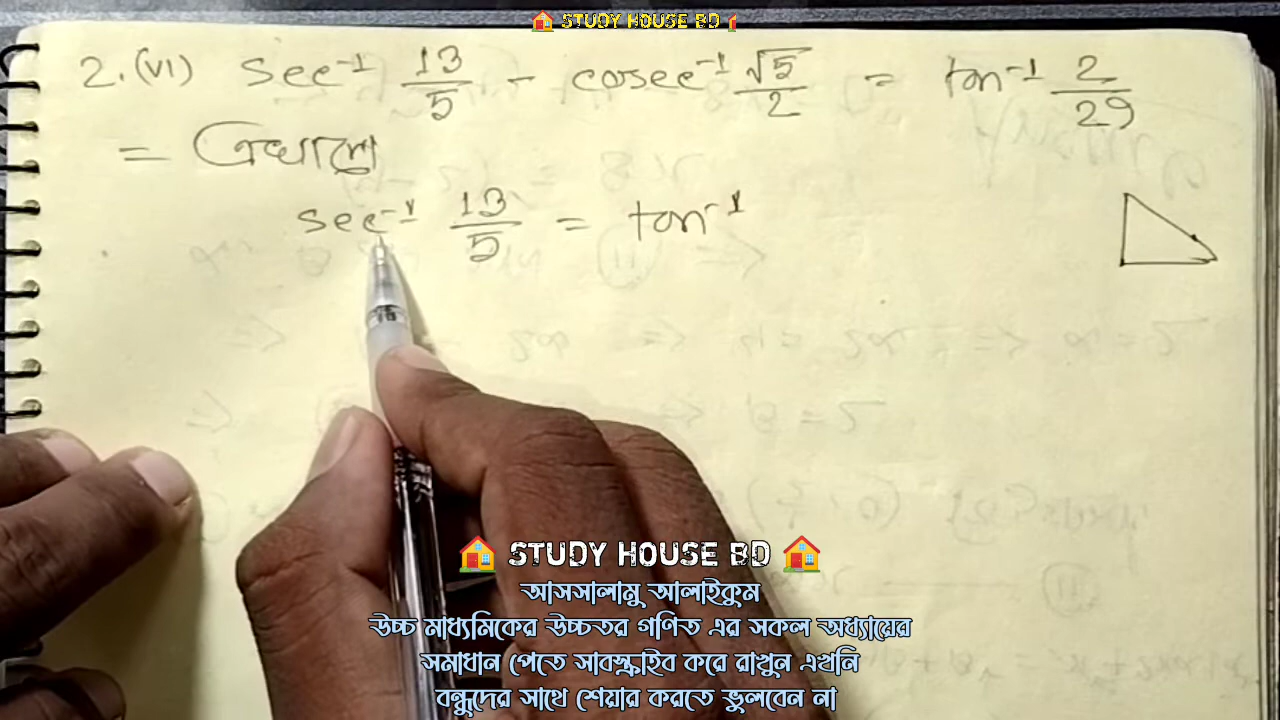 🏠 STUDY HOUSE BD
2.(VI) sec⁻¹ 13/5 - cosec⁻¹ √5/2 = tan⁻¹ 2/29
= এখানে
sec⁻¹ 13/5 = tan⁻¹
🏠 STUDY HOUSE BD 🏠
আসসালামু আলাইকুম
উচ্চ মাধ্যমিকের উচ্চতর গণিত এর সকল অধ্যায়ের
সমাধান পেতে সাবস্ক্রাইব করে রাখুন এখনি
বন্ধুদের সাথে শেয়ার করতে ভুলবেন না